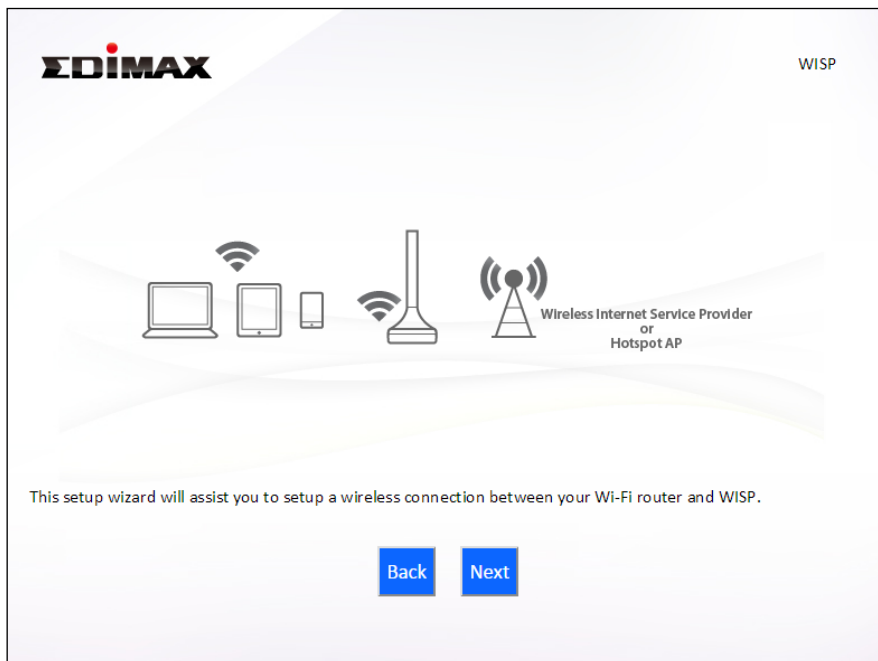 EDIMAX
WISP
Wireless Internet Service Provider
or
Hotspot AP
This setup wizard will assist you to setup a wireless connection between your Wi-Fi router and WISP.
Back
Next